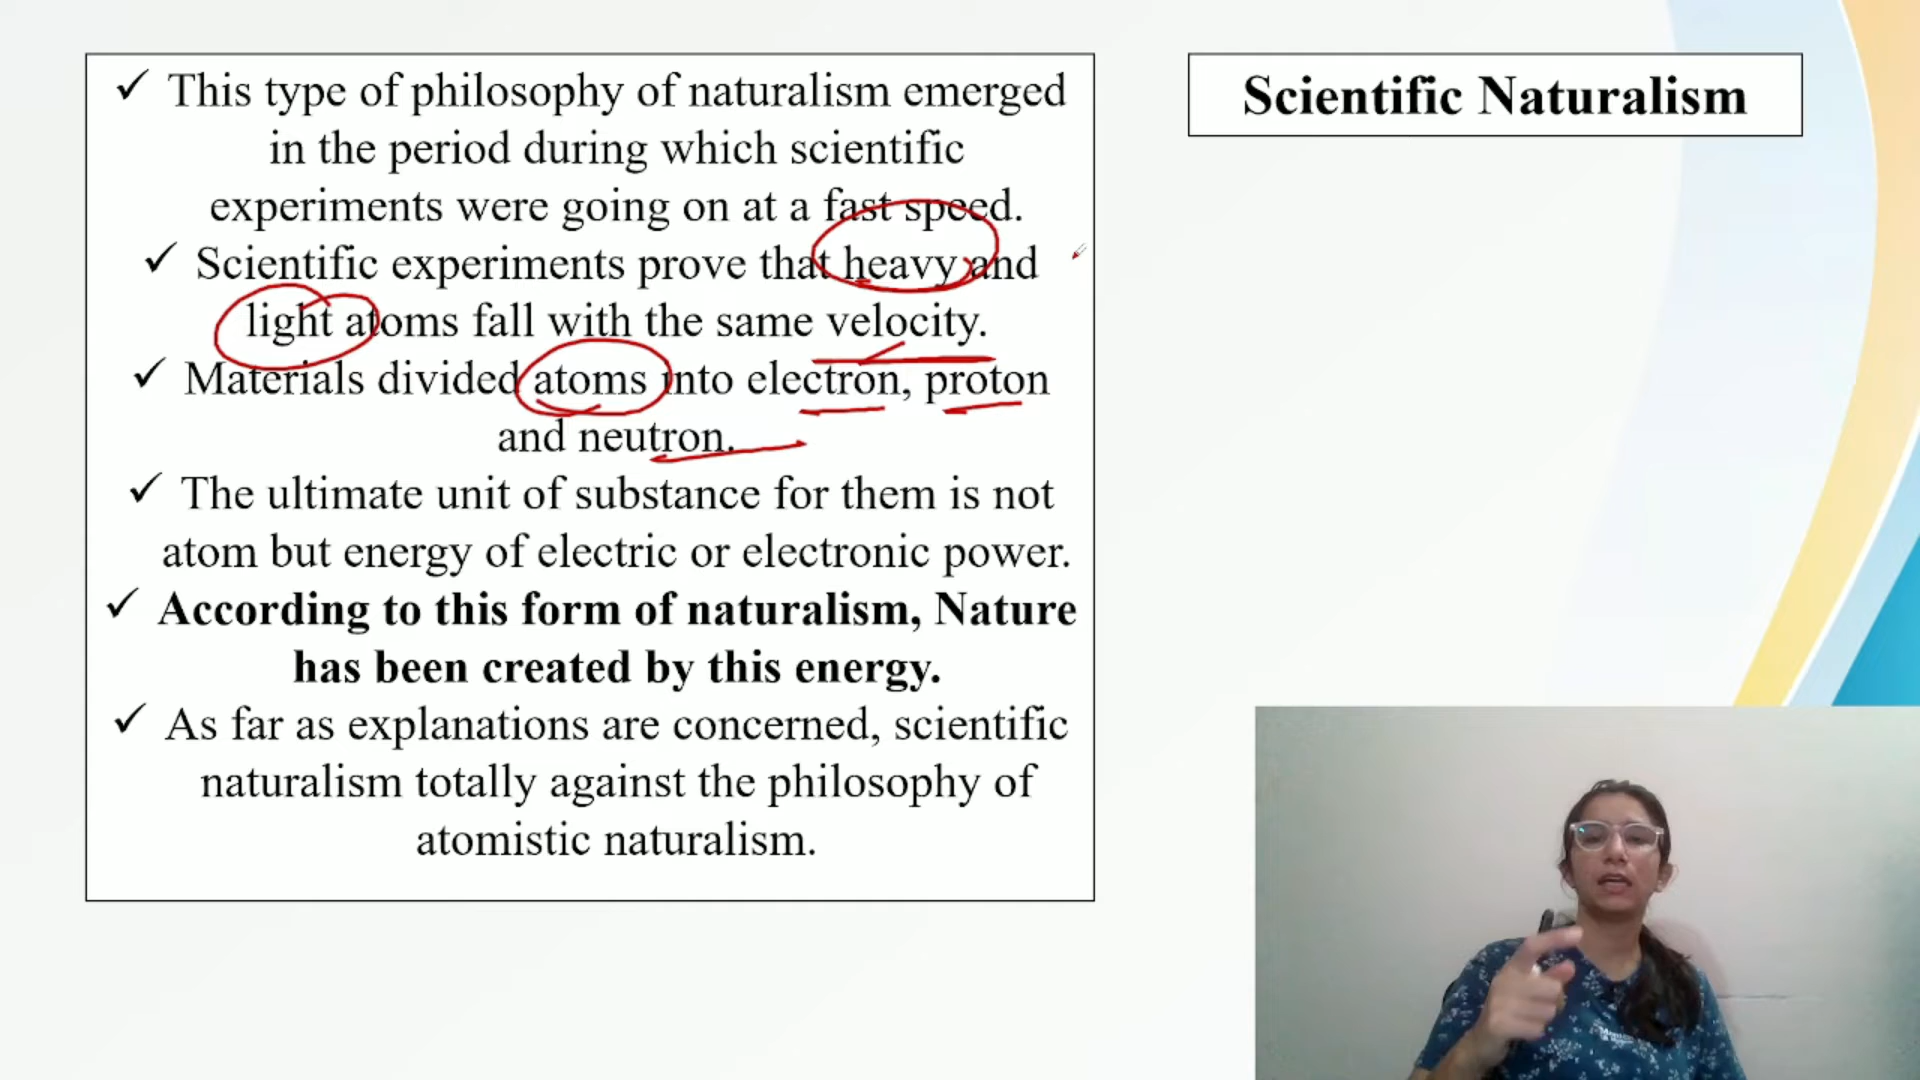 ✓ This type of philosophy of naturalism emerged
in the period during which scientific
experiments were going on at a fast speed.
✓ Scientific experiments prove that heavy and
light atoms fall with the same velocity.
✓ Materials divided atoms into electron, proton
and neutron.
✓ The ultimate unit of substance for them is not
atom but energy of electric or electronic power.
✓ According to this form of naturalism, Nature
has been created by this energy.
✓ As far as explanations are concerned, scientific
naturalism totally against the philosophy of
atomistic naturalism.
Scientific Naturalism